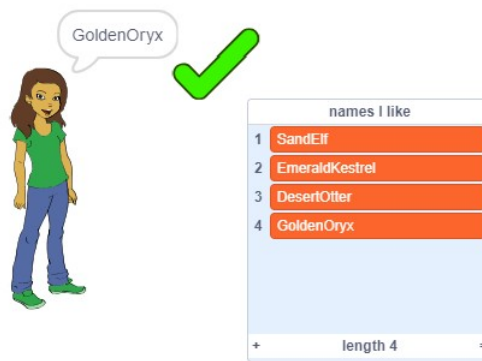 GoldenOryx
names I like
1 SandElf
2 EmeraldKestrel
3 DesertOtter
4 GoldenOryx
+ length 4 =